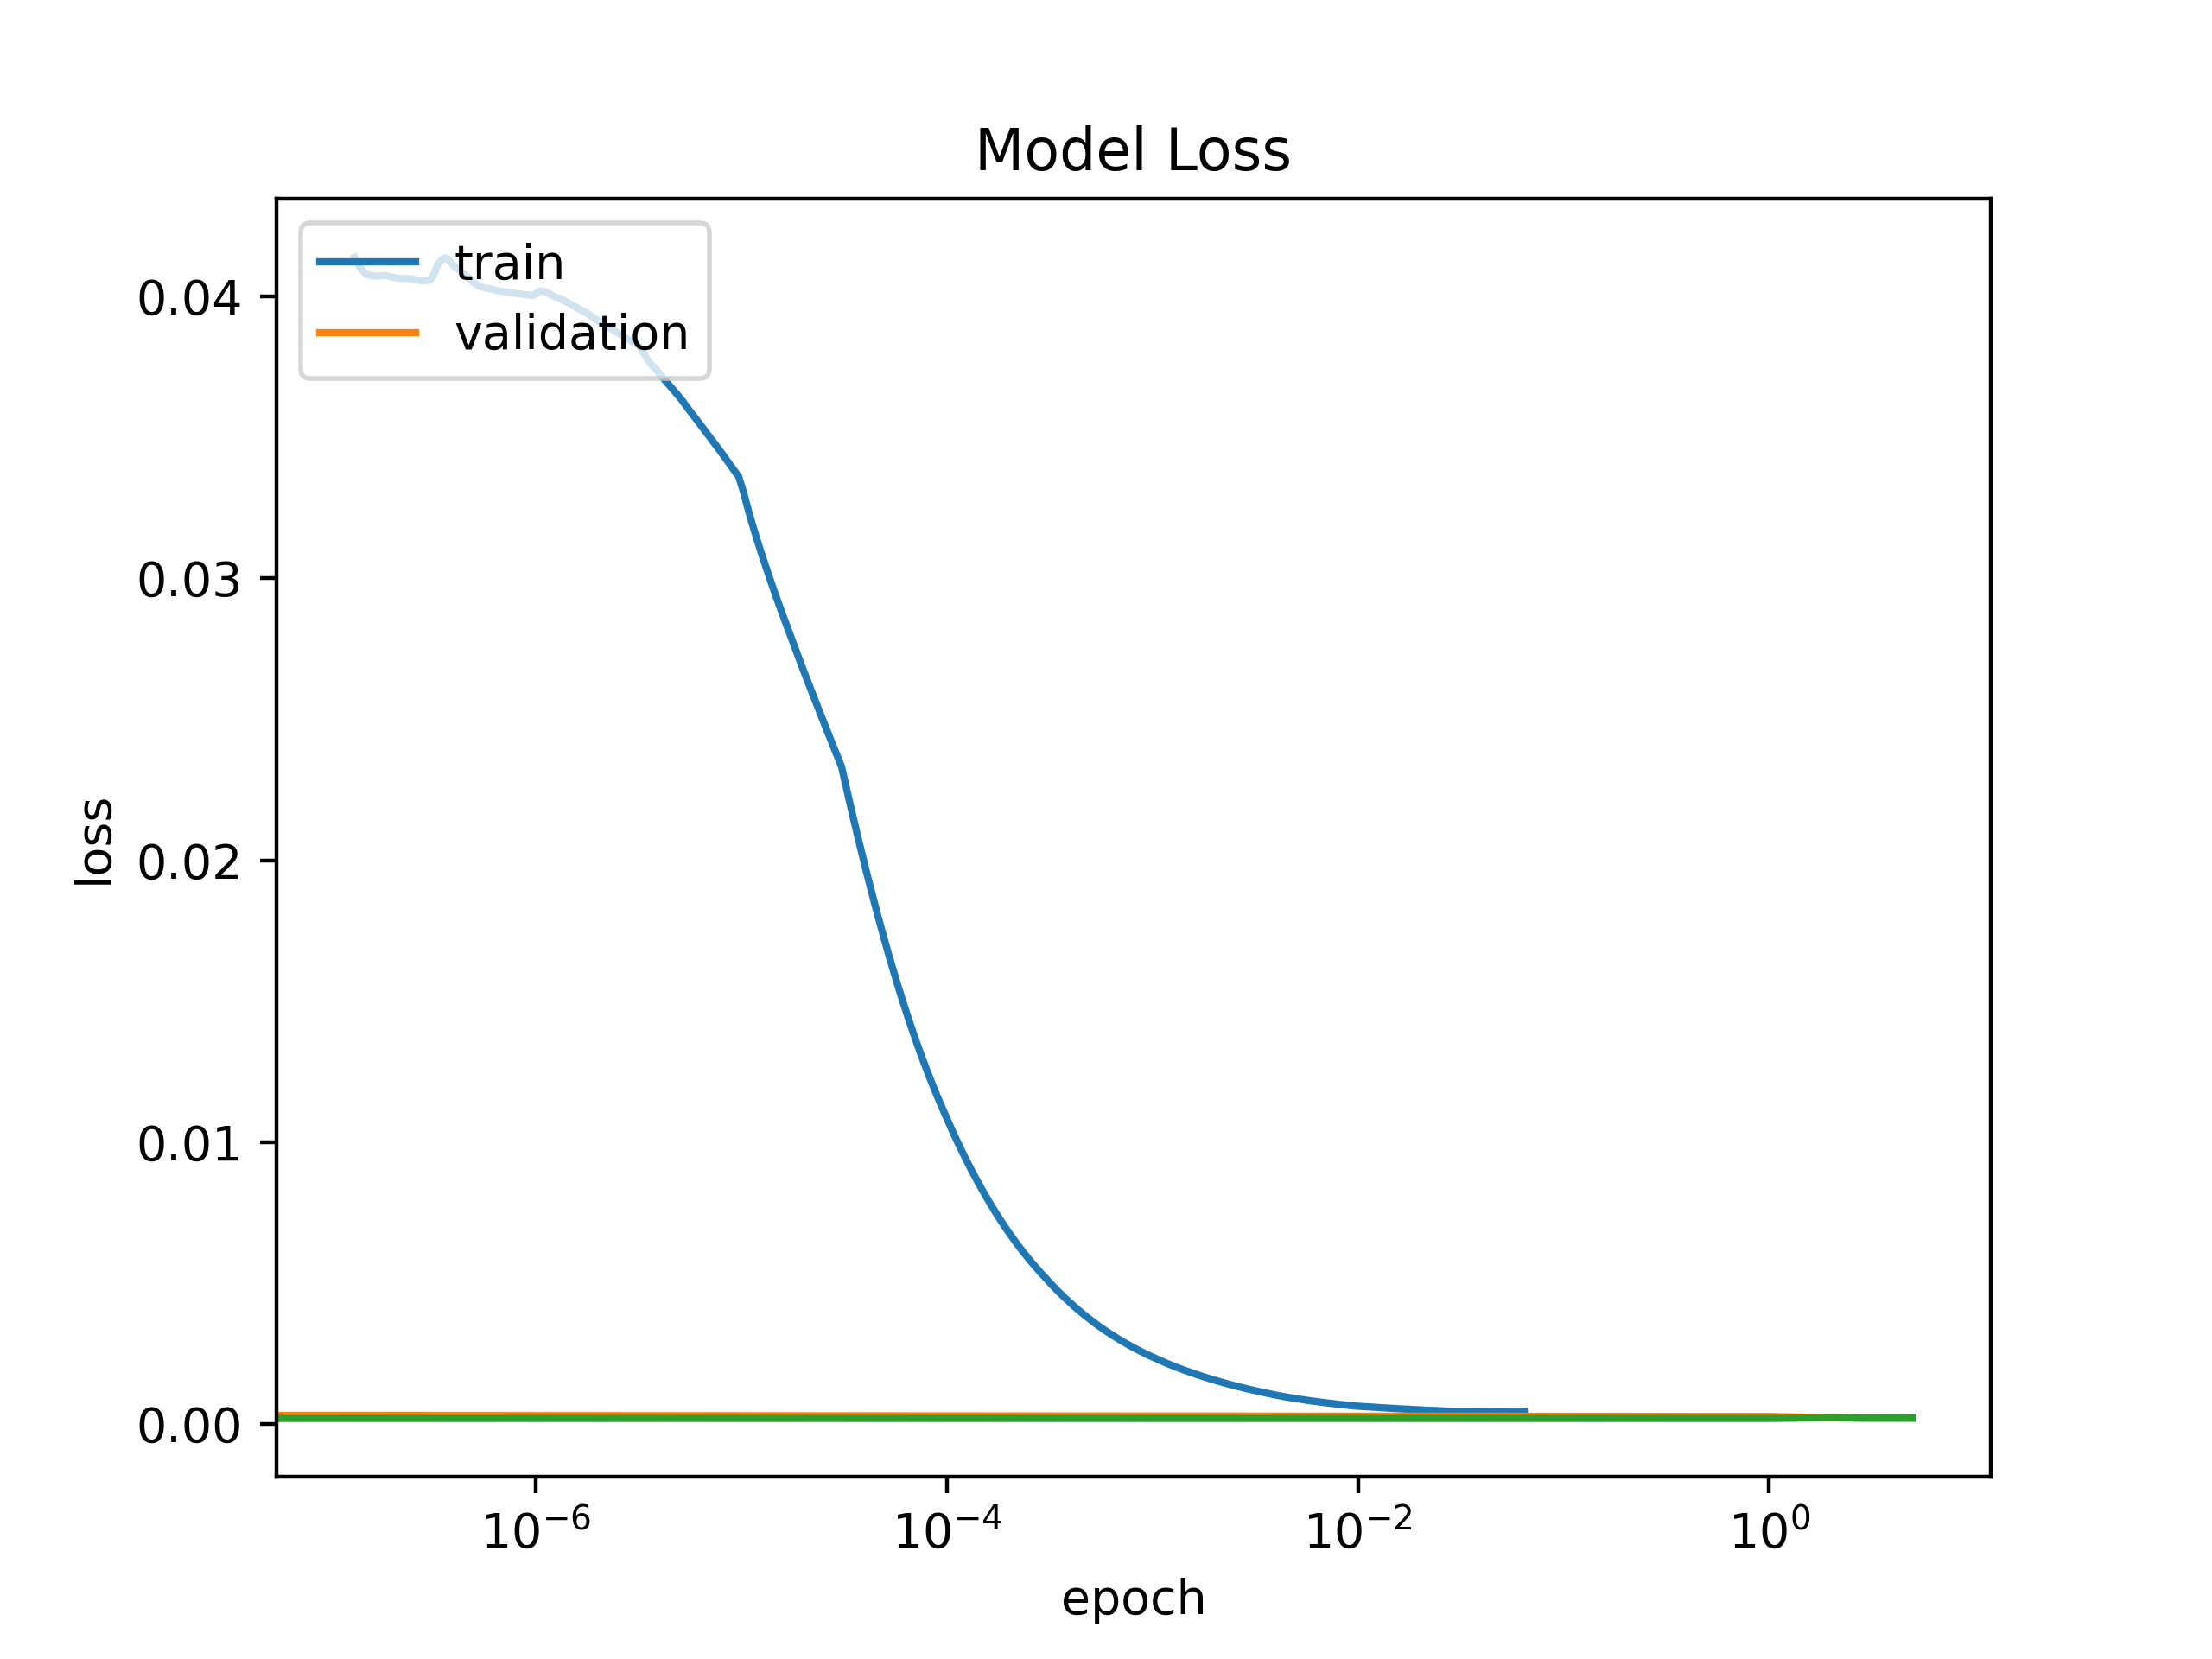 Model Loss
train
validation
0.04
0.03
0.02
0.01
0.00
loss
10⁻⁶ 10⁻⁴ 10⁻² 10⁰
epoch